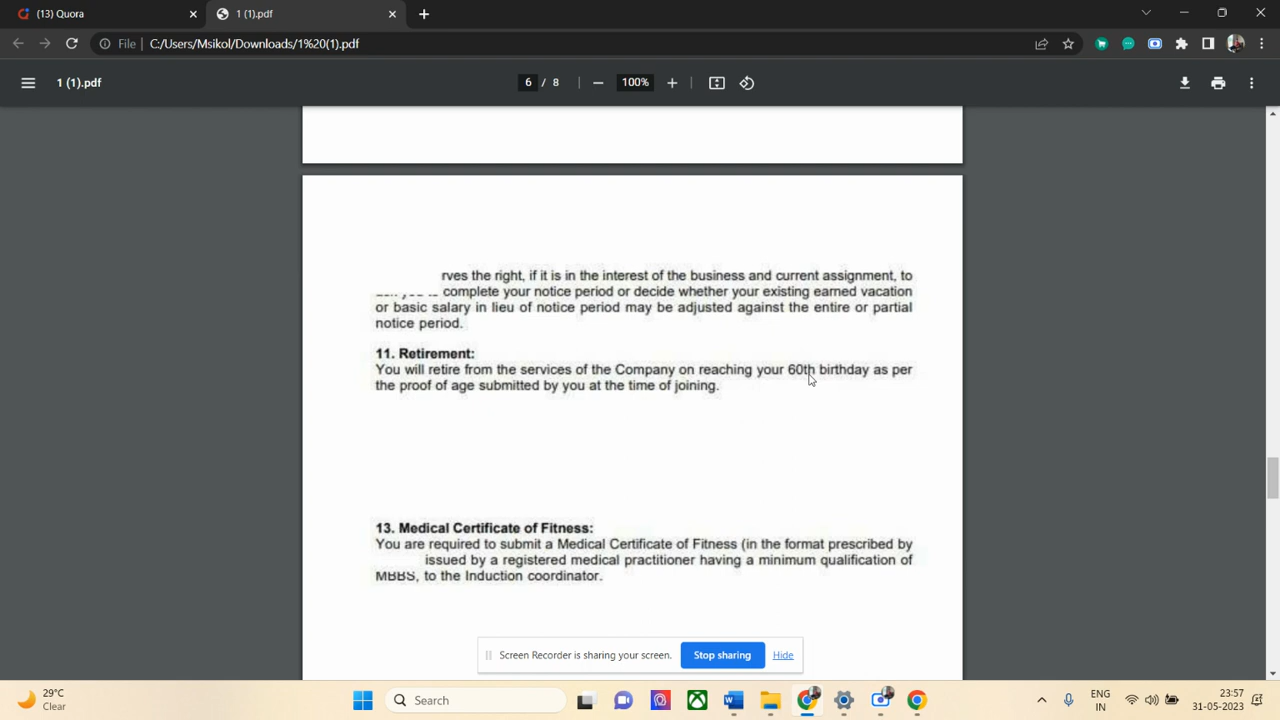 (13) Quora
1 (1).pdf
File C:/Users/Msikol/Downloads/1%20(1).pdf
1 (1).pdf
6 / 8
100%
rves the right, if it is in the interest of the business and current assignment, to
complete your notice period or decide whether your existing earned vacation
or basic salary in lieu of notice period may be adjusted against the entire or partial
notice period.
11. Retirement:
You will retire from the services of the Company on reaching your 60th birthday as per
the proof of age submitted by you at the time of joining.
13. Medical Certificate of Fitness:
You are required to submit a Medical Certificate of Fitness (in the format prescribed by
issued by a registered medical practitioner having a minimum qualification of
MBBS, to the Induction coordinator.
Screen Recorder is sharing your screen. Stop sharing Hide
29°C
Clear
Search
ENG
IN
23:57
31-05-2023